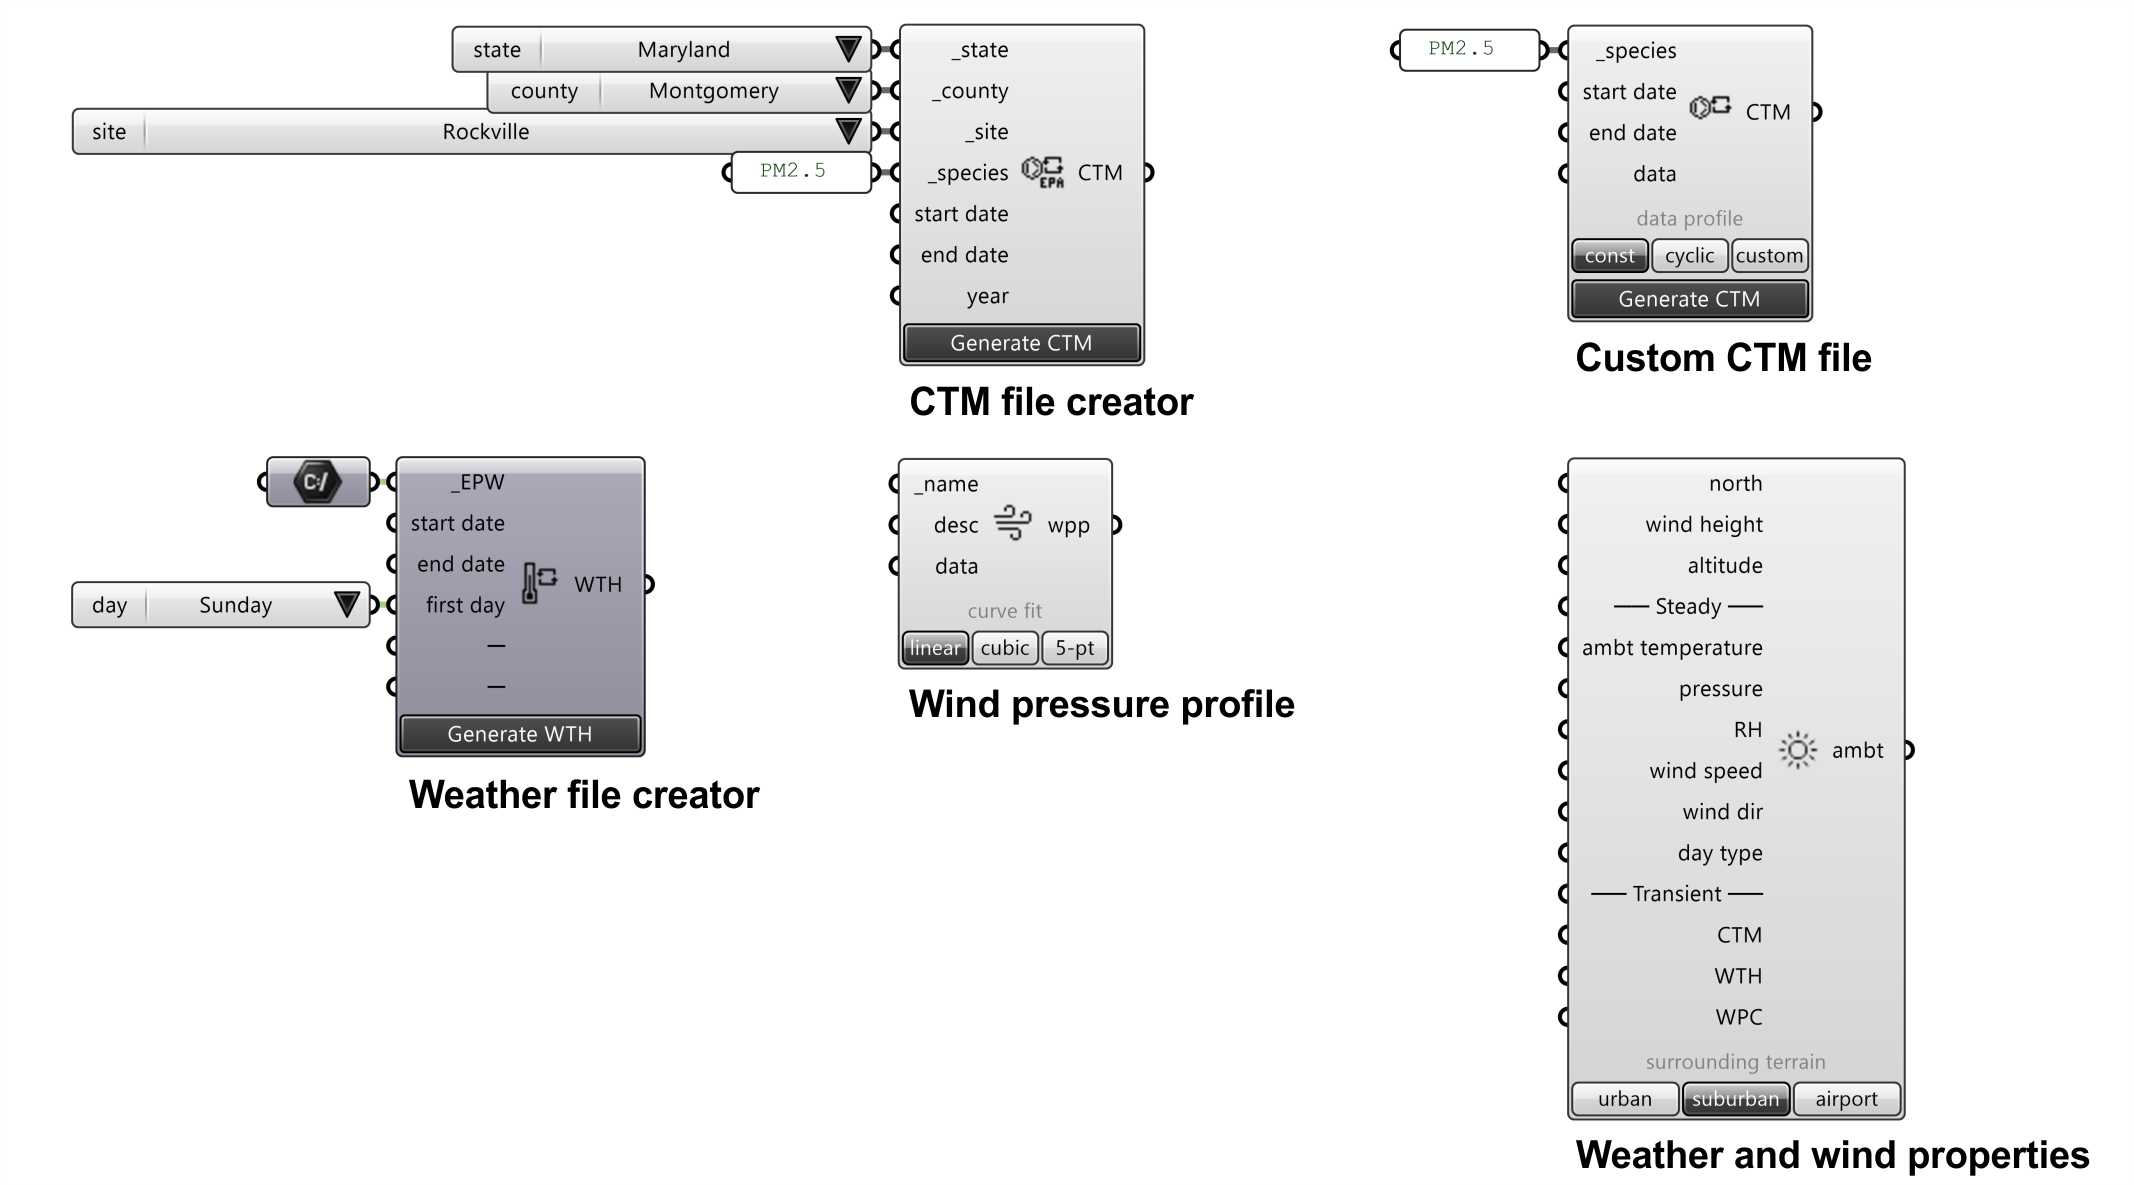 state Maryland
county Montgomery
site Rockville
PM2.5
_state
_county
_site
_species
start date
end date
year
EPA
CTM
Generate CTM
CTM file creator
PM2.5
_species
start date
end date
data
CTM
data profile
const cyclic custom
Generate CTM
Custom CTM file
C:/
day Sunday
_EPW
start date
end date
first day
—
—
WTH
Generate WTH
Weather file creator
_name
desc
data
wpp
curve fit
linear cubic 5-pt
Wind pressure profile
north
wind height
altitude
—— Steady ——
ambt temperature
pressure
RH
wind speed
wind dir
day type
—— Transient ——
CTM
WTH
WPC
ambt
surrounding terrain
urban suburban airport
Weather and wind properties